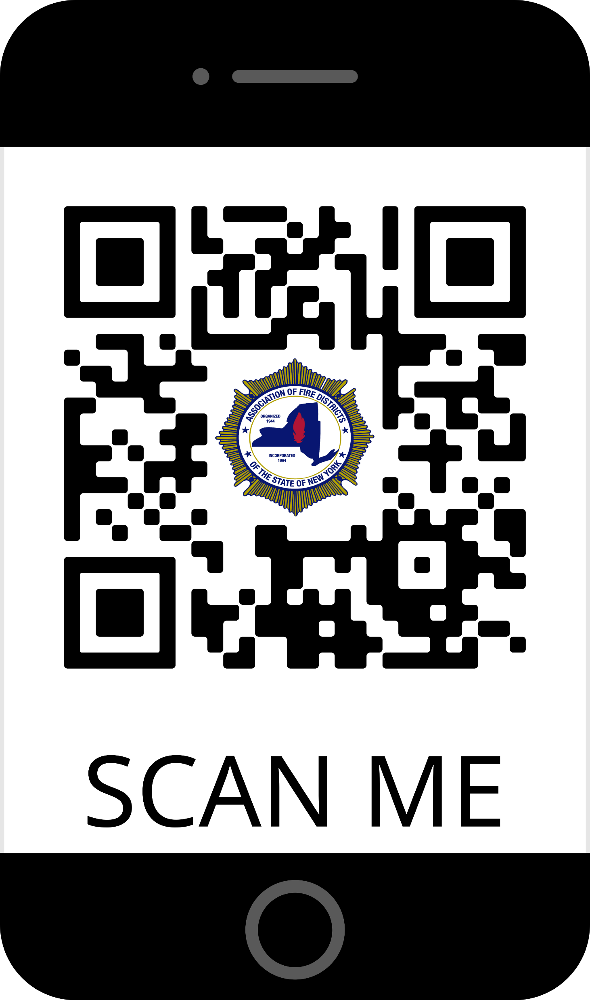 ASSOCIATION OF FIRE DISTRICTS
ORGANIZED
1944
INCORPORATED
1964
OF THE STATE OF NEW YORK
SCAN ME